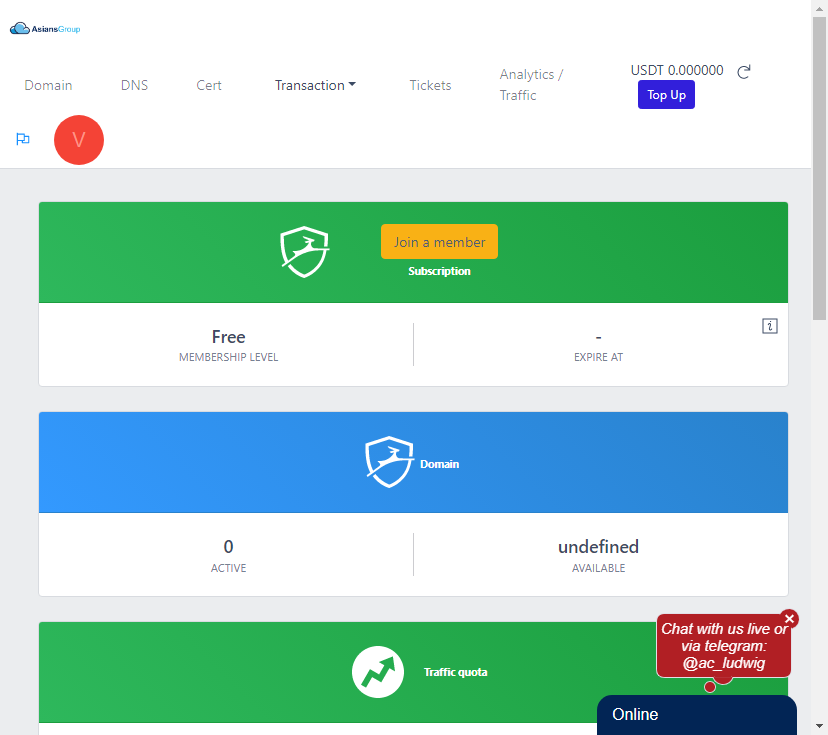 AsiansGroup
Domain
DNS
Cert
Transaction
Tickets
Analytics /
Traffic
USDT 0.000000
Top Up
V
Join a member
Subscription
Free
MEMBERSHIP LEVEL
-
EXPIRE AT
i
Domain
0
ACTIVE
undefined
AVAILABLE
Traffic quota
Chat with us live or
via telegram:
@ac_ludwig
Online